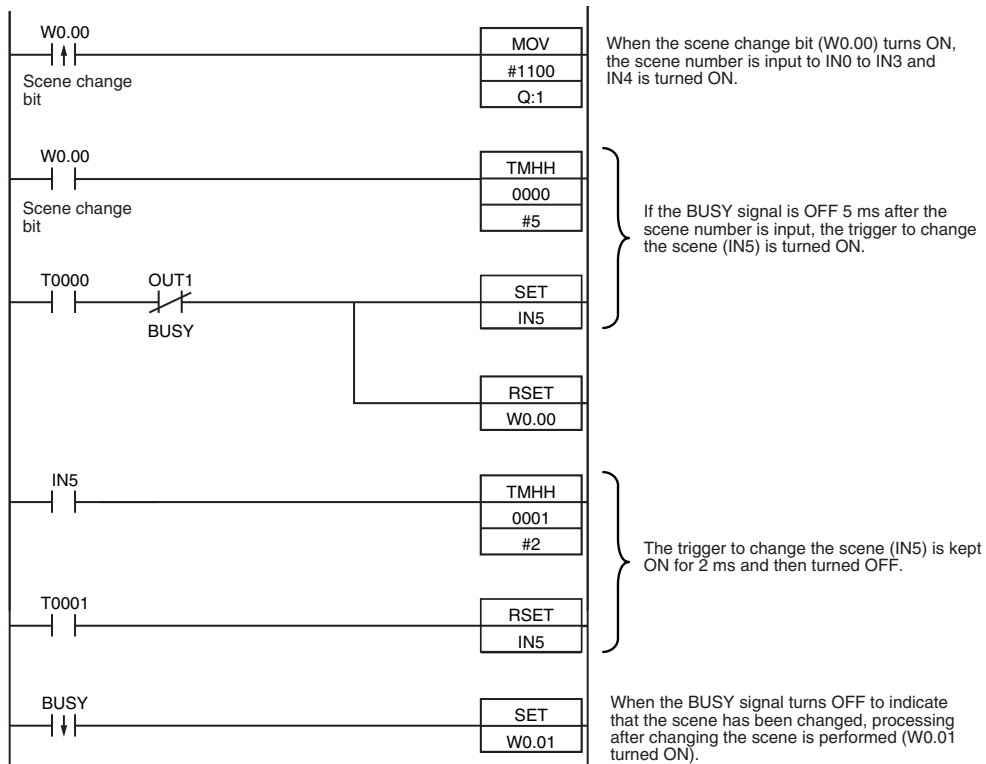 W0.00
Scene change
bit
MOV
#1100
Q:1
When the scene change bit (W0.00) turns ON,
the scene number is input to IN0 to IN3 and
IN4 is turned ON.
W0.00
Scene change
bit
TMHH
0000
#5
If the BUSY signal is OFF 5 ms after the
scene number is input, the trigger to change
the scene (IN5) is turned ON.
T0000
OUT1
BUSY
SET
IN5
RSET
W0.00
IN5
TMHH
0001
#2
The trigger to change the scene (IN5) is kept
ON for 2 ms and then turned OFF.
T0001
RSET
IN5
BUSY
SET
W0.01
When the BUSY signal turns OFF to indicate
that the scene has been changed, processing
after changing the scene is performed (W0.01
turned ON).